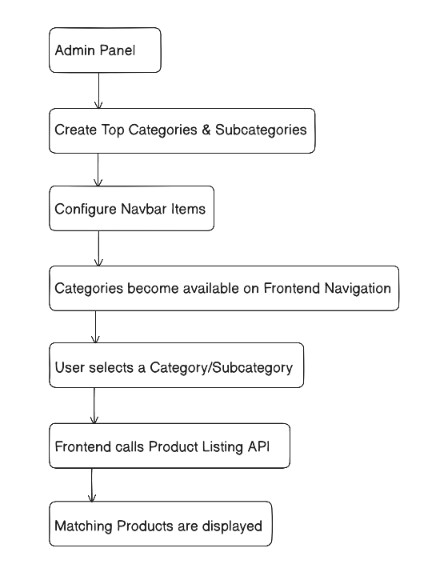 Admin Panel
Create Top Categories & Subcategories
Configure Navbar Items
Categories become available on Frontend Navigation
User selects a Category/Subcategory
Frontend calls Product Listing API
Matching Products are displayed